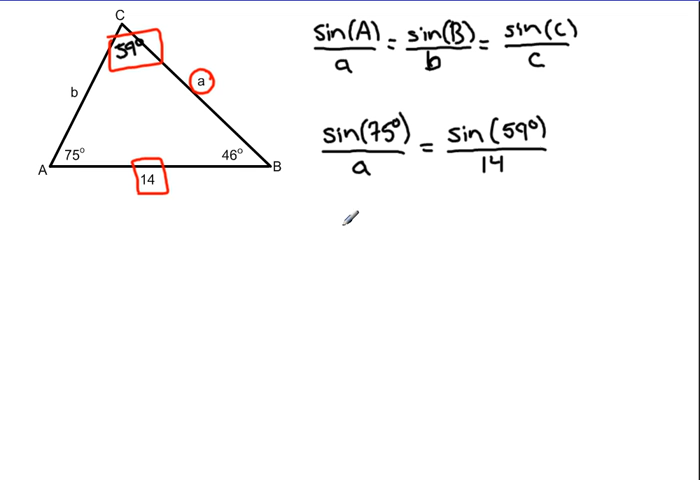 C
59°
a
b
75°
46°
A
B
14
sin(A)/a = sin(B)/b = sin(C)/c
sin(75°)/a = sin(59°)/14